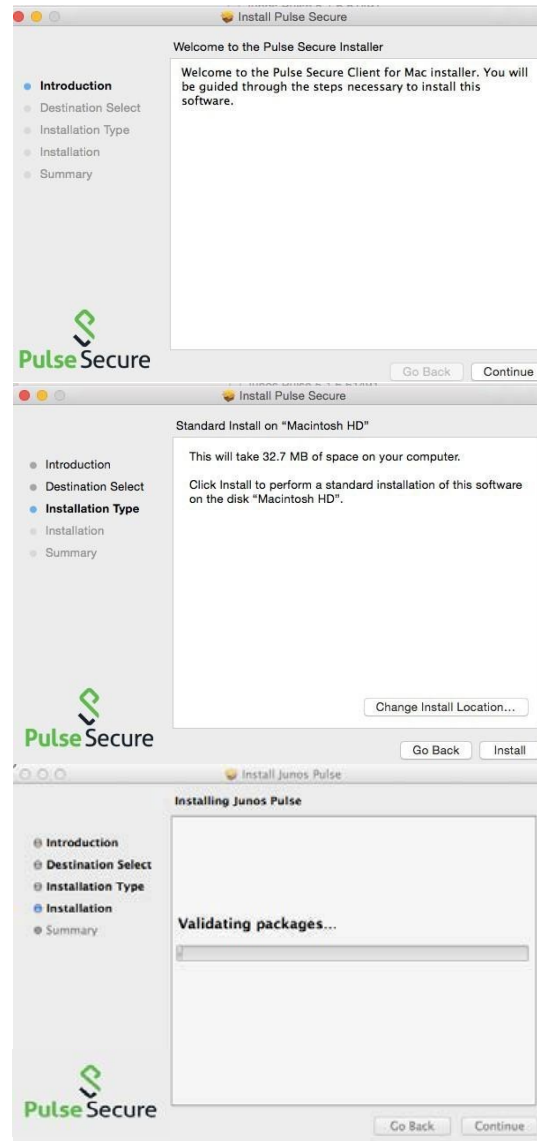 Install Pulse Secure
Welcome to the Pulse Secure Installer
Introduction
Destination Select
Installation Type
Installation
Summary
Welcome to the Pulse Secure Client for Mac installer. You will
be guided through the steps necessary to install this
software.
Pulse Secure
Go Back
Continue
Install Pulse Secure
Standard Install on “Macintosh HD”
Introduction
Destination Select
Installation Type
Installation
Summary
This will take 32.7 MB of space on your computer.
Click Install to perform a standard installation of this software
on the disk “Macintosh HD”.
Change Install Location...
Pulse Secure
Go Back
Install
Install Junos Pulse
Installing Junos Pulse
Introduction
Destination Select
Installation Type
Installation
Summary
Validating packages...
Pulse Secure
Go Back
Continue